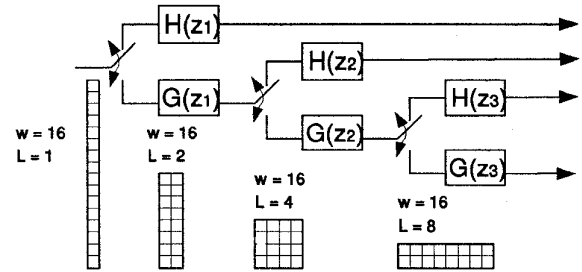 H(z1)
H(z2)
G(z1)
H(z3)
G(z2)
w = 16
L = 1
w = 16
L = 2
w = 16
L = 4
G(z3)
w = 16
L = 8